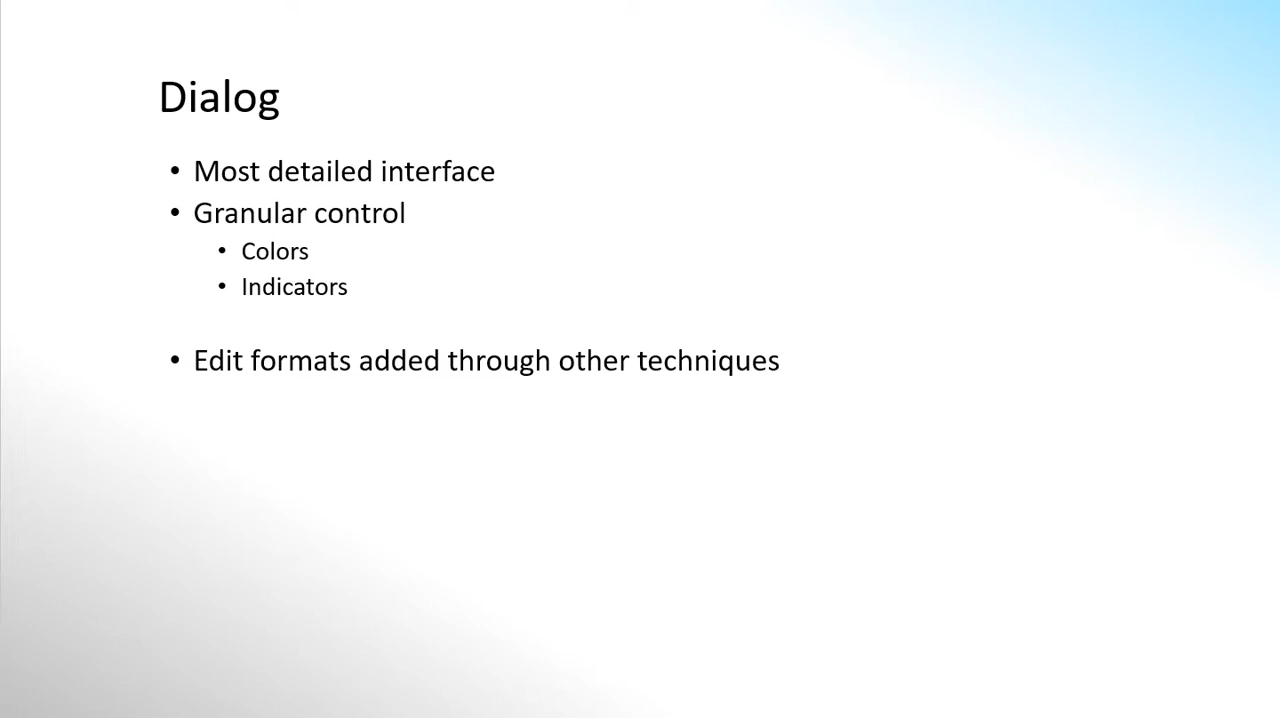 Dialog
• Most detailed interface
• Granular control
• Colors
• Indicators
• Edit formats added through other techniques